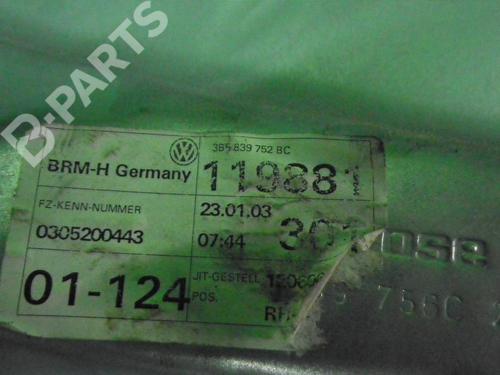 B-PARTS
3B5 839 752 BC
BRM-H Germany
119881
FZ-KENN-NUMMER
23.01.03
0305200443
07:44
01-124
JIT-GESTELL
POS.
RH
756C